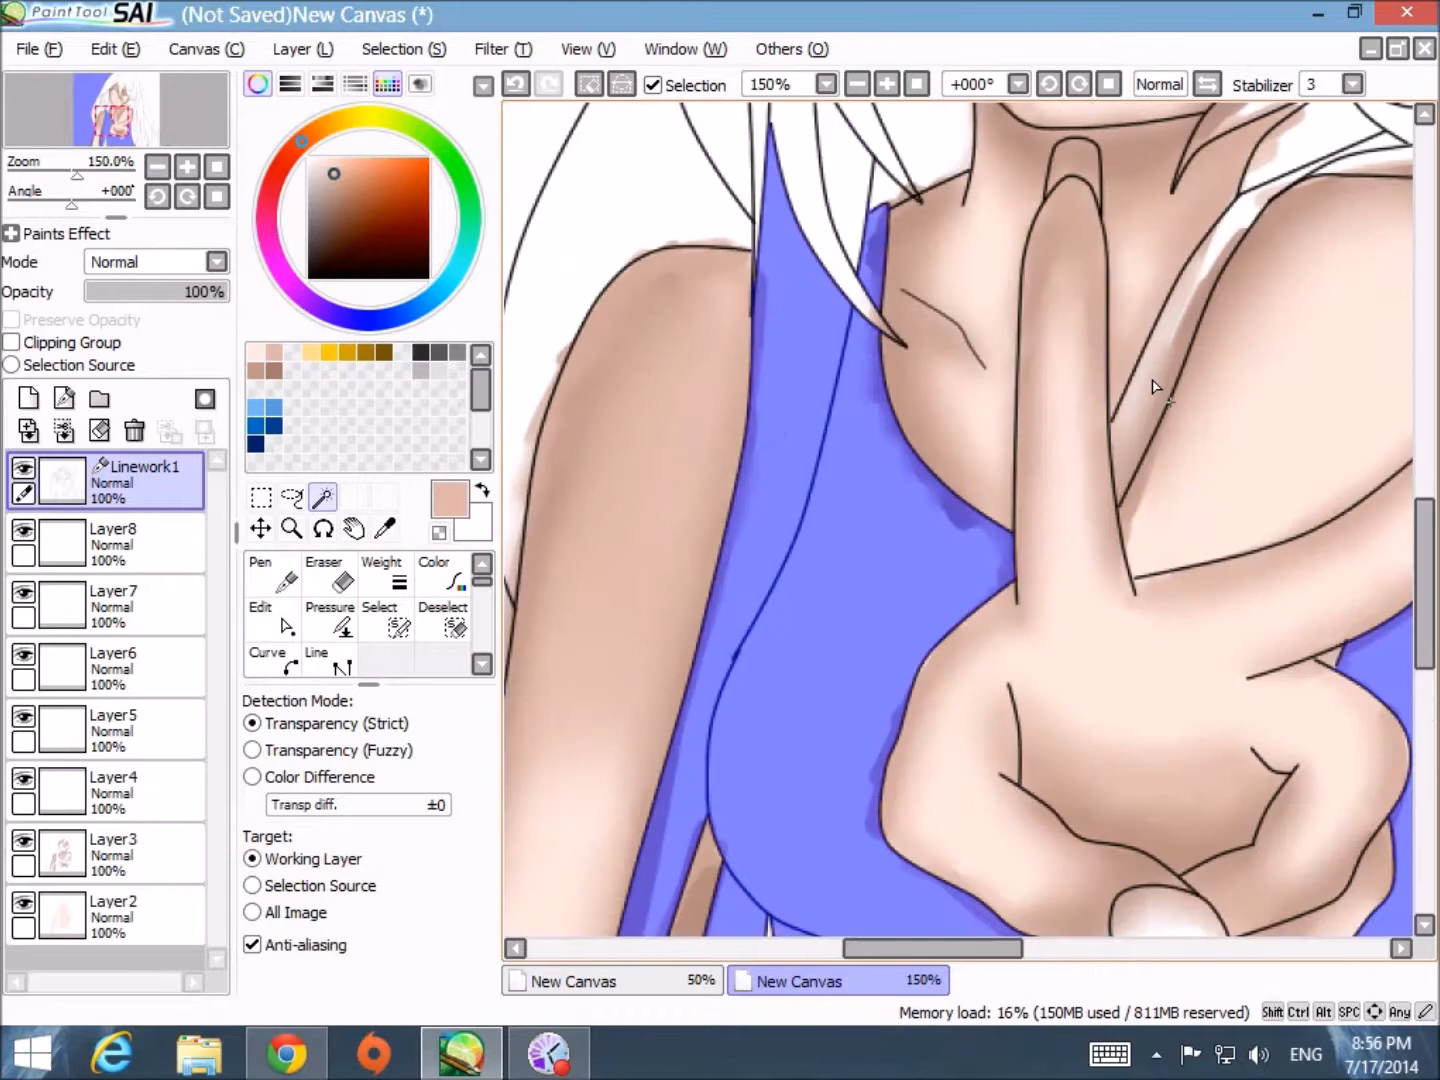 PaintTool SAI (Not Saved)New Canvas (*)
File (F) Edit (E) Canvas (C) Layer (L) Selection (S) Filter (T) View (V) Window (W) Others (O)
Selection 150% +000° Normal Stabilizer 3
Zoom 150.0%
Angle +000°
Paints Effect
Mode Normal
Opacity 100%
Preserve Opacity
Clipping Group
Selection Source
Linework1
Normal
100%
Layer8
Normal
100%
Layer7
Normal
100%
Layer6
Normal
100%
Layer5
Normal
100%
Layer4
Normal
100%
Layer3
Normal
100%
Layer2
Normal
100%
Pen Eraser Weight Color
Edit Pressure Select Deselect
Curve Line
Detection Mode:
Transparency (Strict)
Transparency (Fuzzy)
Color Difference
Transp diff. ±0
Target:
Working Layer
Selection Source
All Image
Anti-aliasing
New Canvas 50% New Canvas 150%
Memory load: 16% (150MB used / 811MB reserved) Shift Ctrl Alt SPC Any
ENG 8:56 PM
7/17/2014